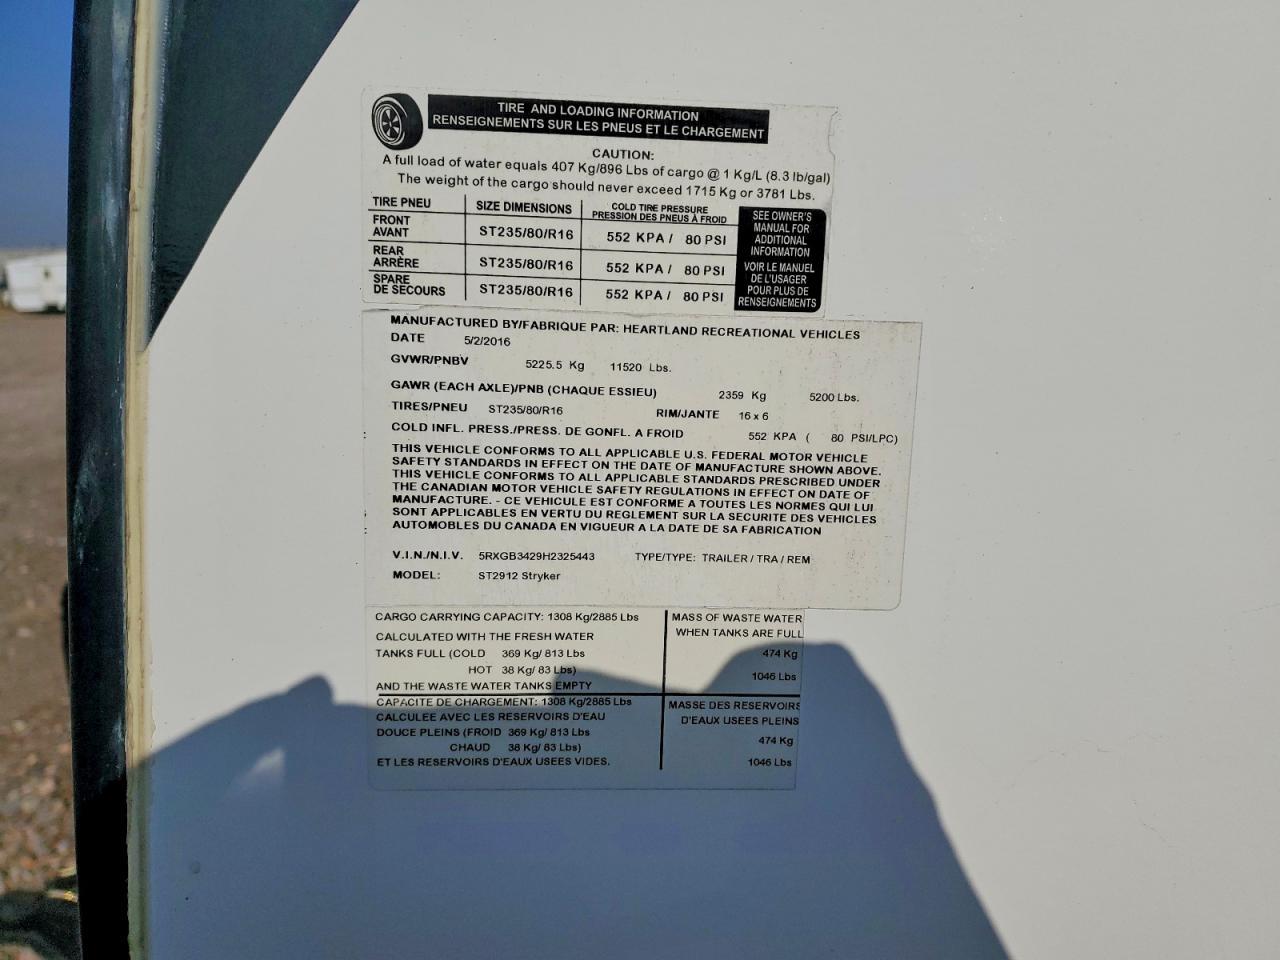 TIRE AND LOADING INFORMATION
RENSEIGNEMENTS SUR LES PNEUS ET LE CHARGEMENT
CAUTION:
A full load of water equals 407 Kg/896 Lbs of cargo @ 1 Kg/L (8.3 lb/gal)
The weight of the cargo should never exceed 1715 Kg or 3781 Lbs.
TIRE PNEU SIZE DIMENSIONS COLD TIRE PRESSURE
PRESSION DES PNEUS À FROID
FRONT
AVANT ST235/80/R16 552 KPA / 80 PSI
REAR
ARRÈRE ST235/80/R16 552 KPA / 80 PSI
SPARE
DE SECOURS ST235/80/R16 552 KPA / 80 PSI
SEE OWNER'S
MANUAL FOR
ADDITIONAL
INFORMATION
VOIR LE MANUEL
DE L'USAGER
POUR PLUS DE
RENSEIGNEMENTS
MANUFACTURED BY/FABRIQUE PAR: HEARTLAND RECREATIONAL VEHICLES
DATE 5/2/2016
GVWR/PNBV 5225.5 Kg 11520 Lbs.
GAWR (EACH AXLE)/PNB (CHAQUE ESSIEU) 2359 Kg 5200 Lbs.
TIRES/PNEU ST235/80/R16 RIM/JANTE 16 x 6
COLD INFL. PRESS./PRESS. DE GONFL. A FROID 552 KPA ( 80 PSI/LPC)
THIS VEHICLE CONFORMS TO ALL APPLICABLE U.S. FEDERAL MOTOR VEHICLE
SAFETY STANDARDS IN EFFECT ON THE DATE OF MANUFACTURE SHOWN ABOVE.
THIS VEHICLE CONFORMS TO ALL APPLICABLE STANDARDS PRESCRIBED UNDER
THE CANADIAN MOTOR VEHICLE SAFETY REGULATIONS IN EFFECT ON DATE OF
MANUFACTURE. - CE VEHICULE EST CONFORME A TOUTES LES NORMES QUI LUI
SONT APPLICABLES EN VERTU DU REGLEMENT SUR LA SECURITE DES VEHICLES
AUTOMOBILES DU CANADA EN VIGUEUR A LA DATE DE SA FABRICATION
V.I.N./N.I.V. 5RXGB3429H2325443 TYPE/TYPE: TRAILER / TRA / REM
MODEL: ST2912 Stryker
CARGO CARRYING CAPACITY: 1308 Kg/2885 Lbs
CALCULATED WITH THE FRESH WATER
TANKS FULL (COLD 369 Kg/ 813 Lbs
HOT 38 Kg/ 83 Lbs)
AND THE WASTE WATER TANKS EMPTY
MASS OF WASTE WATER
WHEN TANKS ARE FULL
474 Kg
1046 Lbs
CAPACITE DE CHARGEMENT: 1308 Kg/2885 Lbs
CALCULEE AVEC LES RESERVOIRS D'EAU
DOUCE PLEINS (FROID 369 Kg/ 813 Lbs
CHAUD 38 Kg/ 83 Lbs)
ET LES RESERVOIRS D'EAUX USEES VIDES.
MASSE DES RESERVOIRS
D'EAUX USEES PLEINS
474 Kg
1046 Lbs